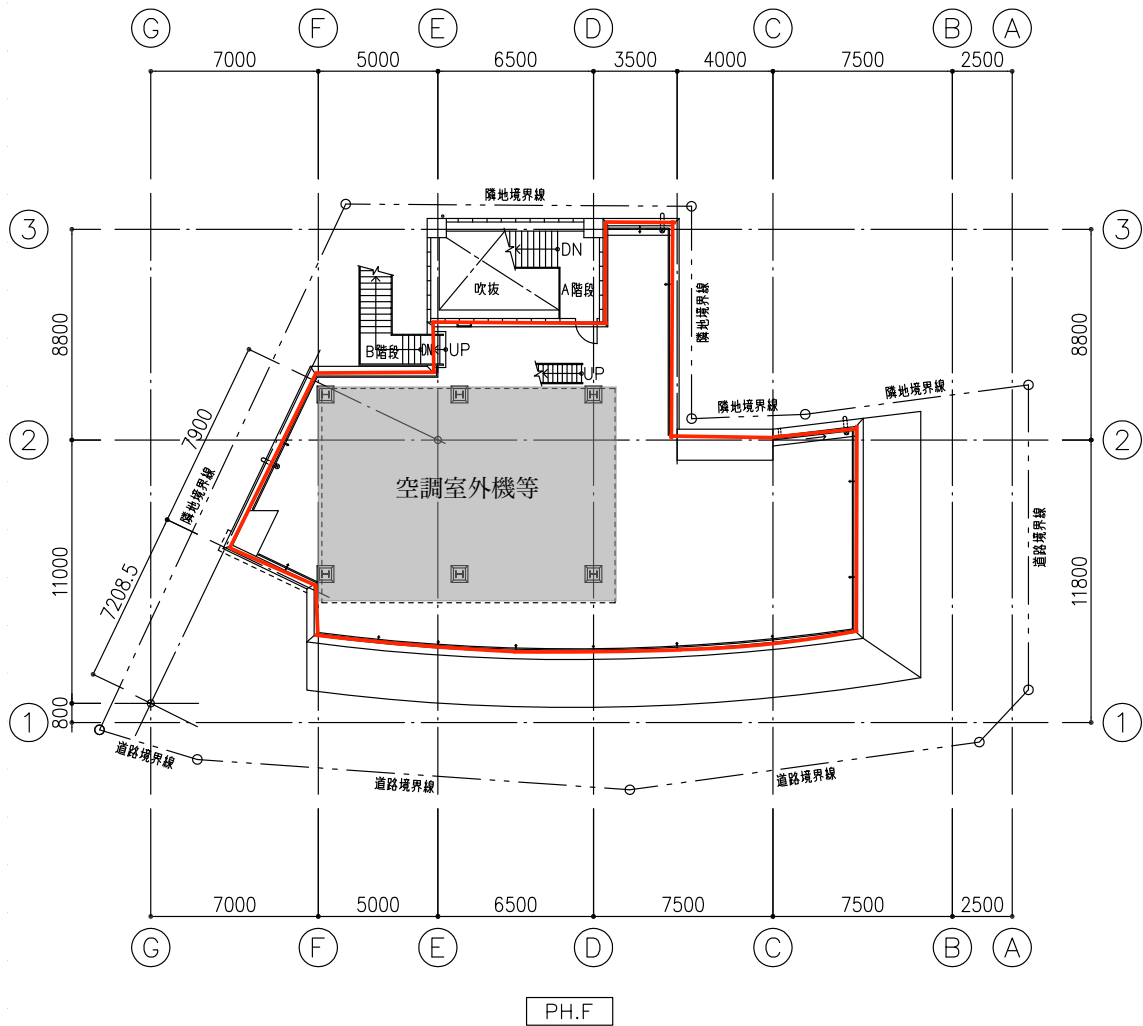 G F E D C B A
7000 5000 6500 3500 4000 7500 2500
隣地境界線
3 3
DN
吹抜 A階段
隣地境界線
8800 8800
B階段 DN UP
UP
隣地境界線 隣地境界線
7900
2 2
隣地境界線
空調室外機等
道路境界線
11000 11800
7208.5
800
1 1
道路境界線
道路境界線 道路境界線
7000 5000 6500 7500 7500 2500
G F E D C B A
PH.F